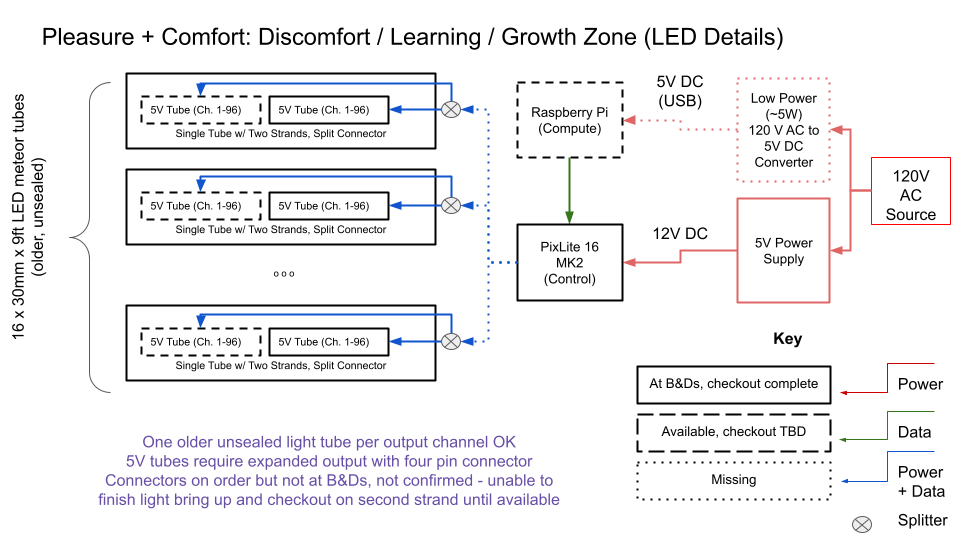 Pleasure + Comfort: Discomfort / Learning / Growth Zone (LED Details)
16 x 30mm x 9ft LED meteor tubes
(older, unsealed)
5V Tube (Ch. 1-96)
5V Tube (Ch. 1-96)
Single Tube w/ Two Strands, Split Connector
5V Tube (Ch. 1-96)
5V Tube (Ch. 1-96)
Single Tube w/ Two Strands, Split Connector
5V Tube (Ch. 1-96)
5V Tube (Ch. 1-96)
Single Tube w/ Two Strands, Split Connector
Raspberry Pi
(Compute)
5V DC
(USB)
Low Power
(~5W)
120 V AC to
5V DC
Converter
120V
AC
Source
PixLite 16
MK2
(Control)
12V DC
5V Power
Supply
Key
At B&Ds, checkout complete
Available, checkout TBD
Missing
Power
Data
Power
+ Data
Splitter
One older unsealed light tube per output channel OK
5V tubes require expanded output with four pin connector
Connectors on order but not at B&Ds, not confirmed - unable to
finish light bring up and checkout on second strand until available